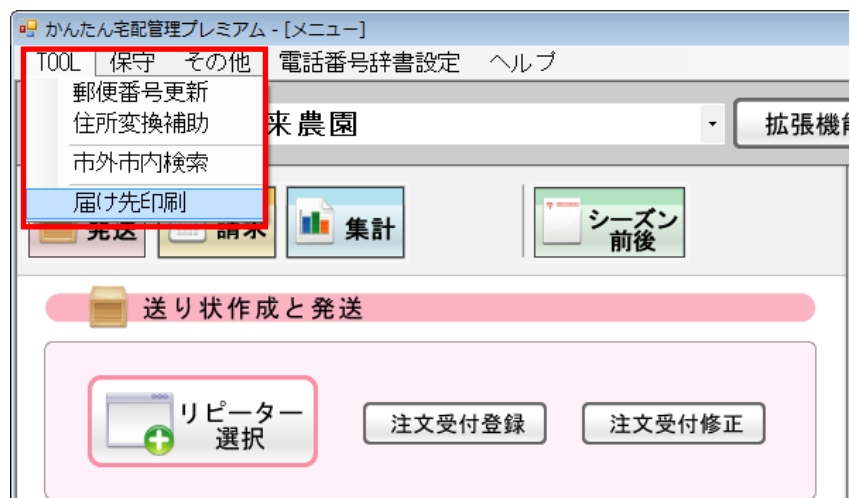 かんたん宅配管理プレミアム - [メニュー]
TOOL 保守 その他 電話番号辞書設定 ヘルプ
郵便番号更新
住所変換補助
来農園
拡張機能
市外市内検索
届け先印刷
発送 請求 集計 シーズン前後
送り状作成と発送
リピーター
選択
注文受付登録 注文受付修正